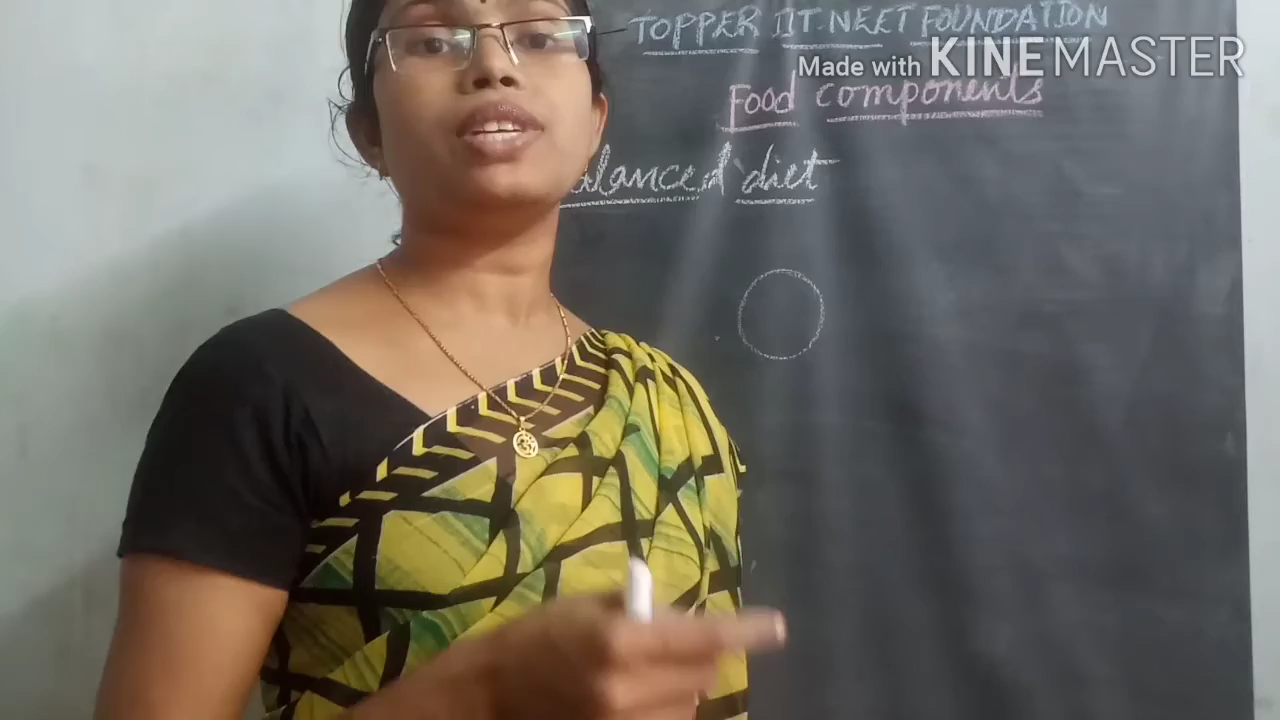 TOPPER IIT-NEET FOUNDATION
Made with KINEMASTER
Food components
alanced diet